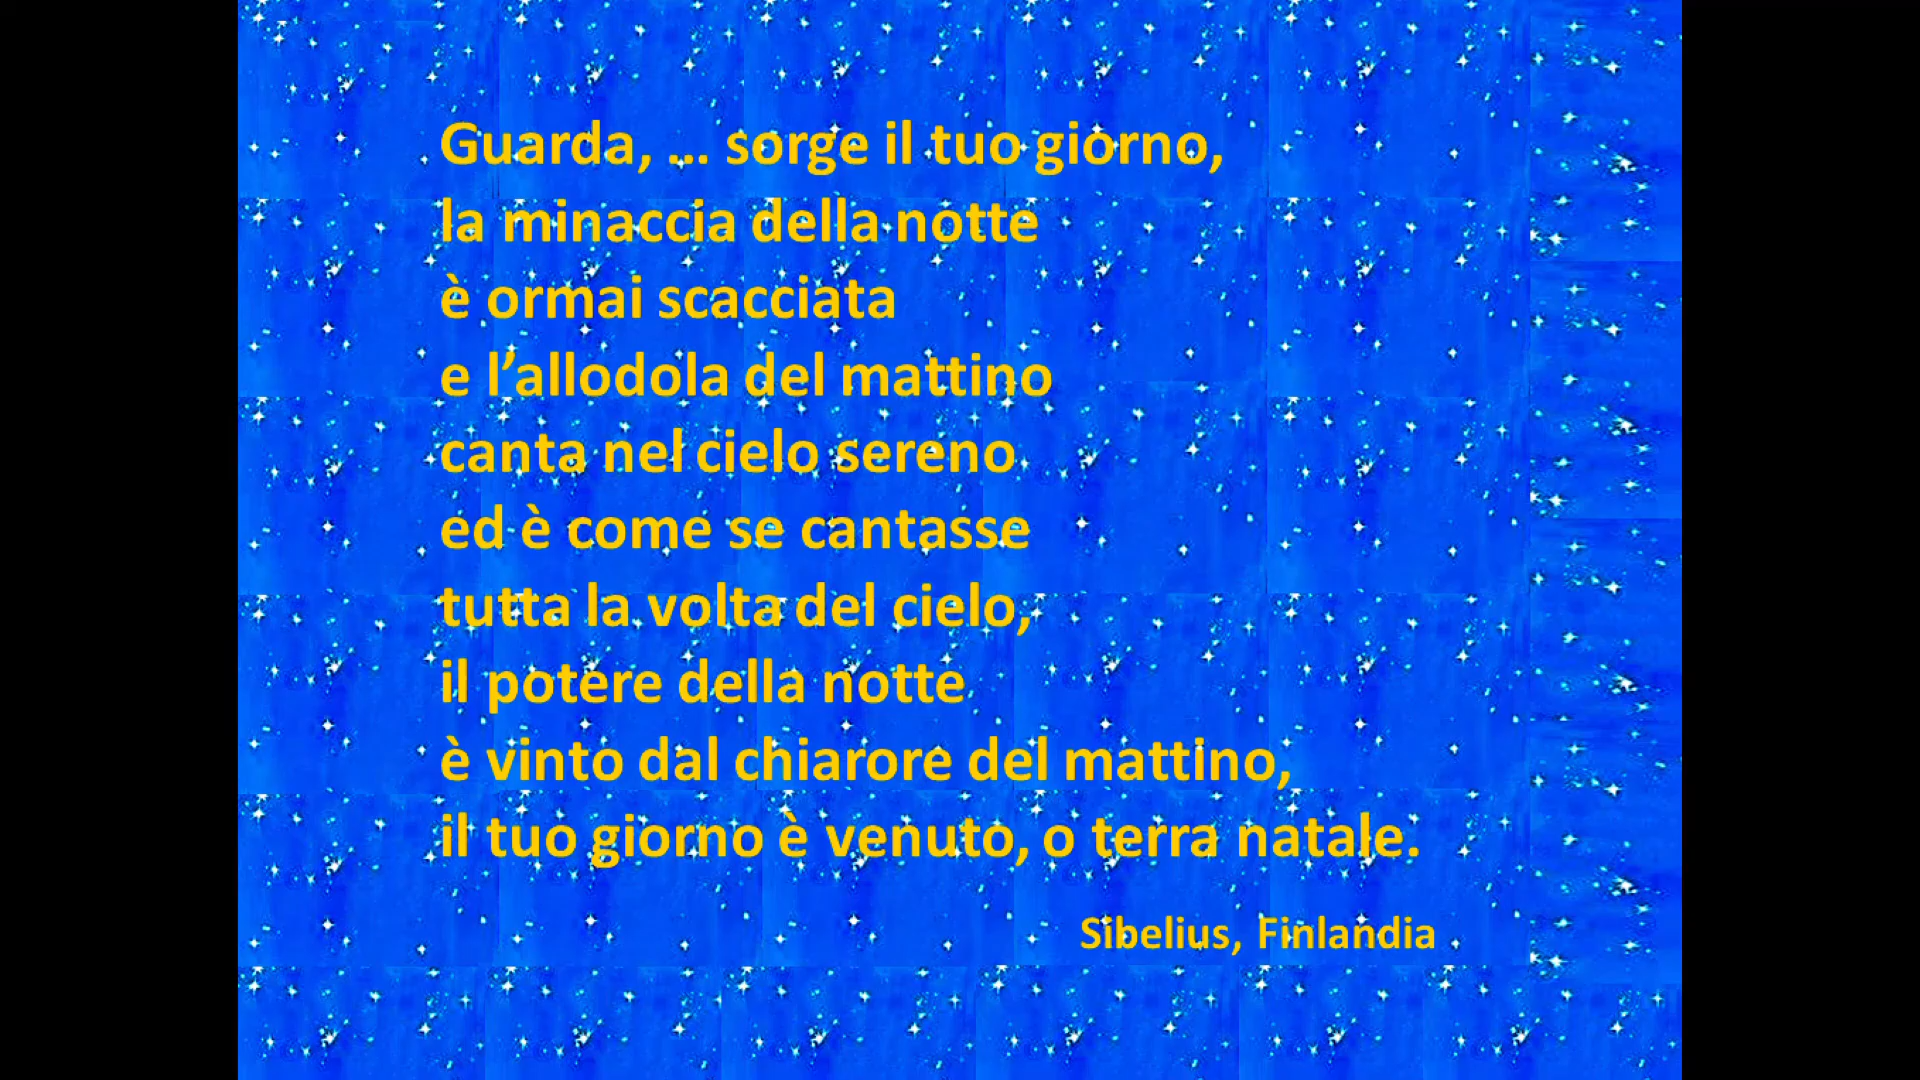 Guarda, ... sorge il tuo giorno,
la minaccia della notte
è ormai scacciata
e l’allodola del mattino
canta nel cielo sereno
ed è come se cantasse
tutta la volta del cielo,
il potere della notte
è vinto dal chiarore del mattino,
il tuo giorno è venuto, o terra natale.
Sibelius, Finlandia